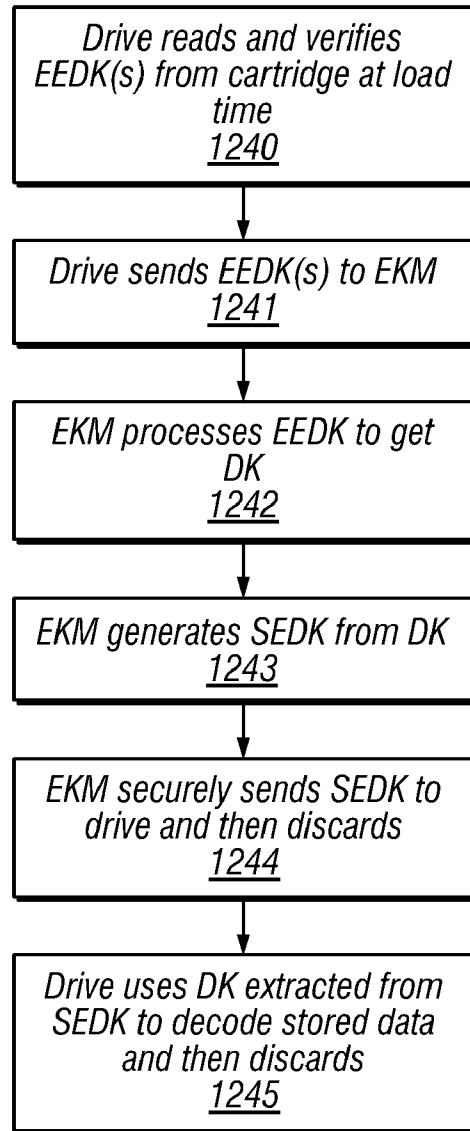 Drive reads and verifies
EEDK(s) from cartridge at load
time
1240
Drive sends EEDK(s) to EKM
1241
EKM processes EEDK to get
DK
1242
EKM generates SEDK from DK
1243
EKM securely sends SEDK to
drive and then discards
1244
Drive uses DK extracted from
SEDK to decode stored data
and then discards
1245